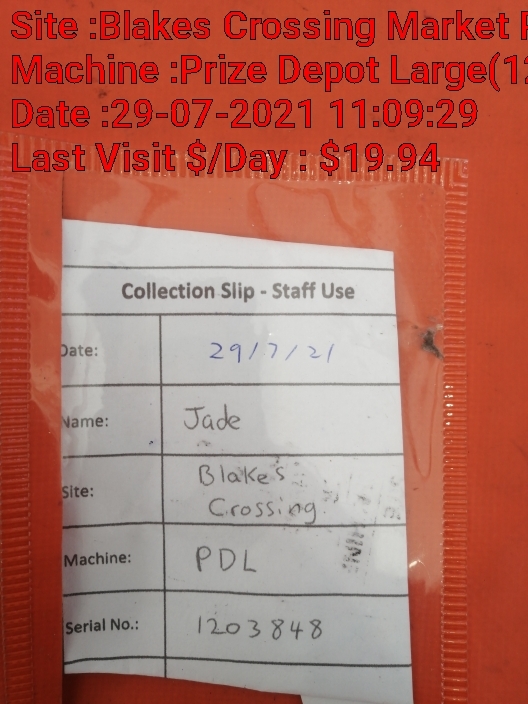 Site :Blakes Crossing Market
Machine :Prize Depot Large(12
Date :29-07-2021 11:09:29
Last Visit $/Day : $19.94
Collection Slip - Staff Use
Date: 29/7/21
Name: Jade
Site: Blakes
Crossing
Machine: PDL
Serial No.: 1203848